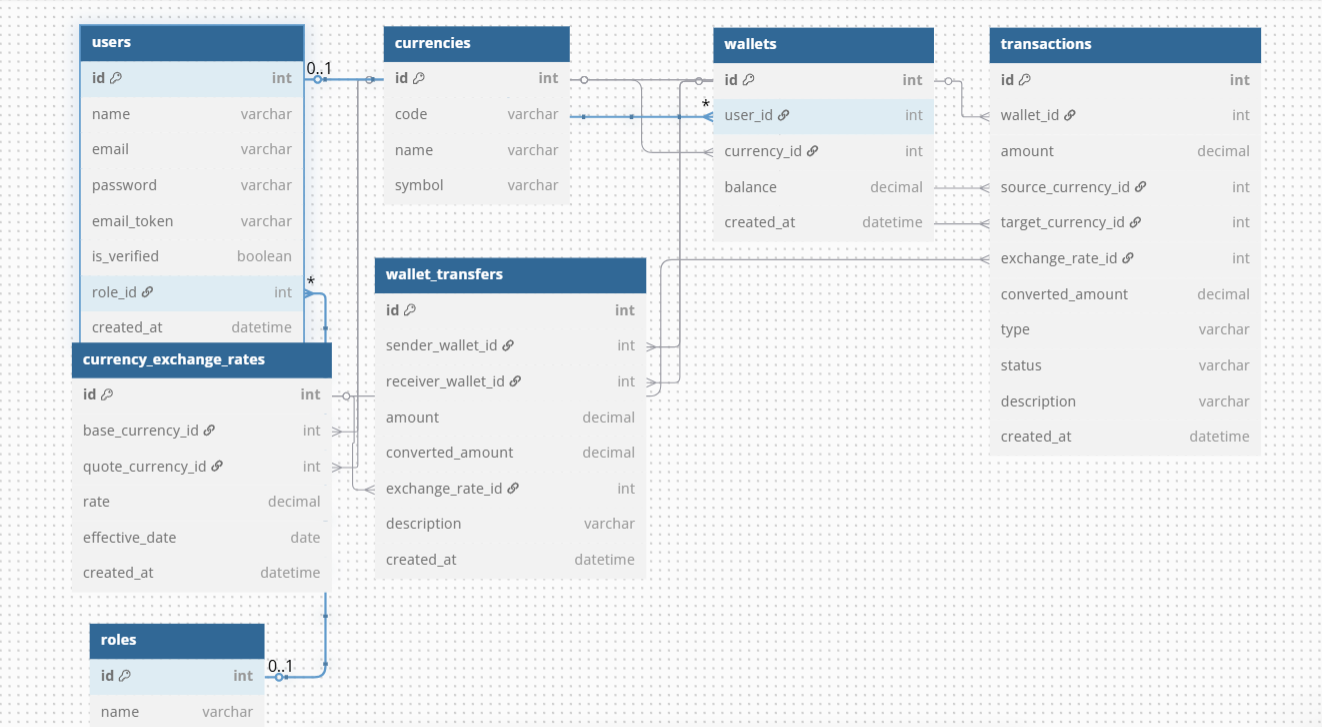 users
id int
name varchar
email varchar
password varchar
email_token varchar
is_verified boolean
role_id int
created_at datetime
0..1
*
currencies
id int
code varchar
name varchar
symbol varchar
wallets
id int
* user_id int
currency_id int
balance decimal
created_at datetime
transactions
id int
wallet_id int
amount decimal
source_currency_id int
target_currency_id int
exchange_rate_id int
converted_amount decimal
type varchar
status varchar
description varchar
created_at datetime
wallet_transfers
id int
sender_wallet_id int
receiver_wallet_id int
amount decimal
converted_amount decimal
exchange_rate_id int
description varchar
created_at datetime
currency_exchange_rates
id int
base_currency_id int
quote_currency_id int
rate decimal
effective_date date
created_at datetime
roles
id int
0..1
name varchar